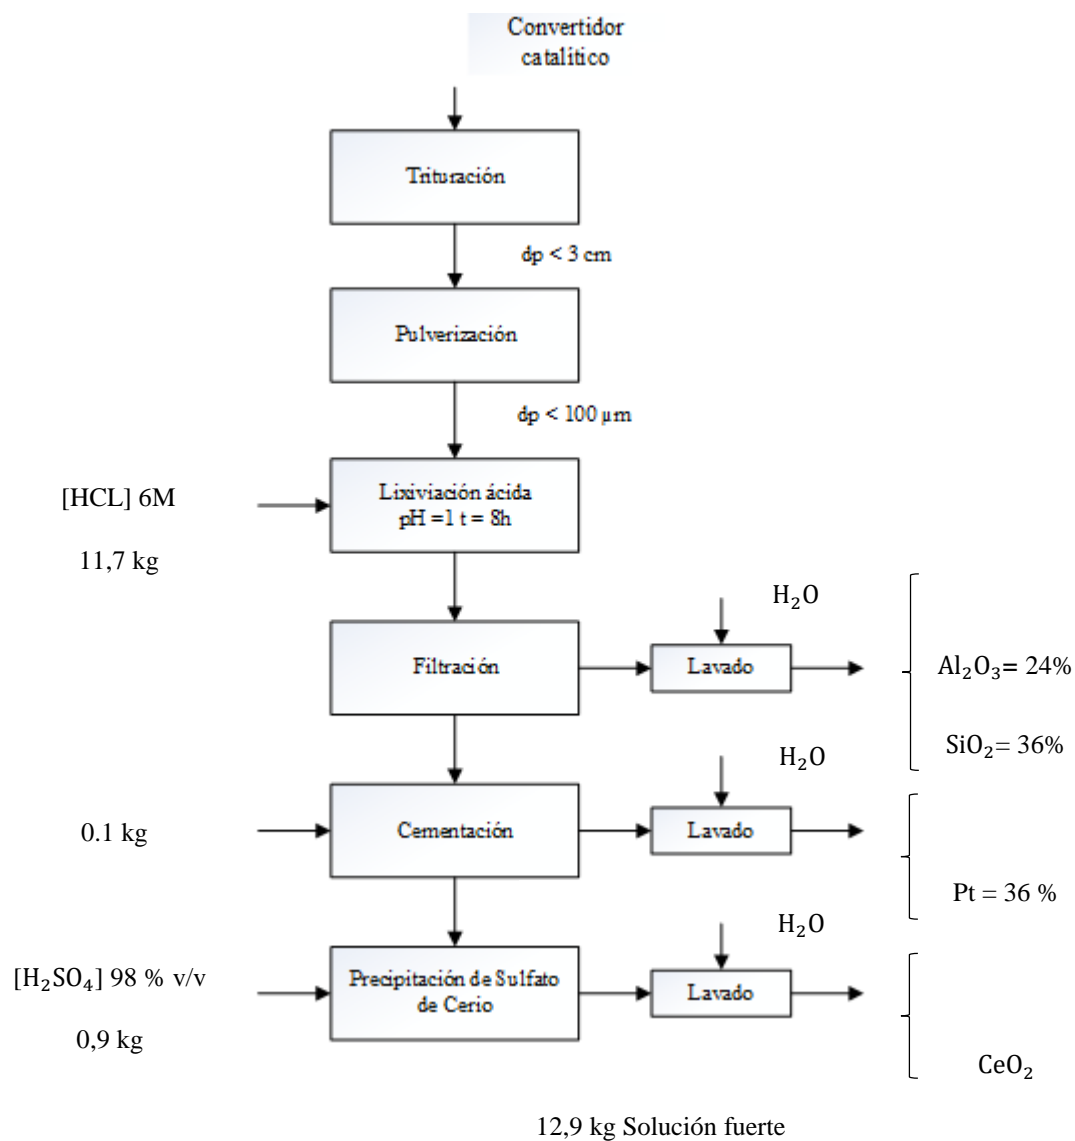 Convertidor
catalítico
Trituración
dp < 3 cm
Pulverización
dp < 100 µm
[HCL] 6M
11,7 kg
Lixiviación ácida
pH =1 t = 8h
H₂O
Filtración
Lavado
Al₂O₃= 24%
SiO₂= 36%
H₂O
0.1 kg
Cementación
Lavado
Pt = 36 %
H₂O
[H₂SO₄] 98 % v/v
0,9 kg
Precipitación de Sulfato
de Cerio
Lavado
CeO₂
12,9 kg Solución fuerte